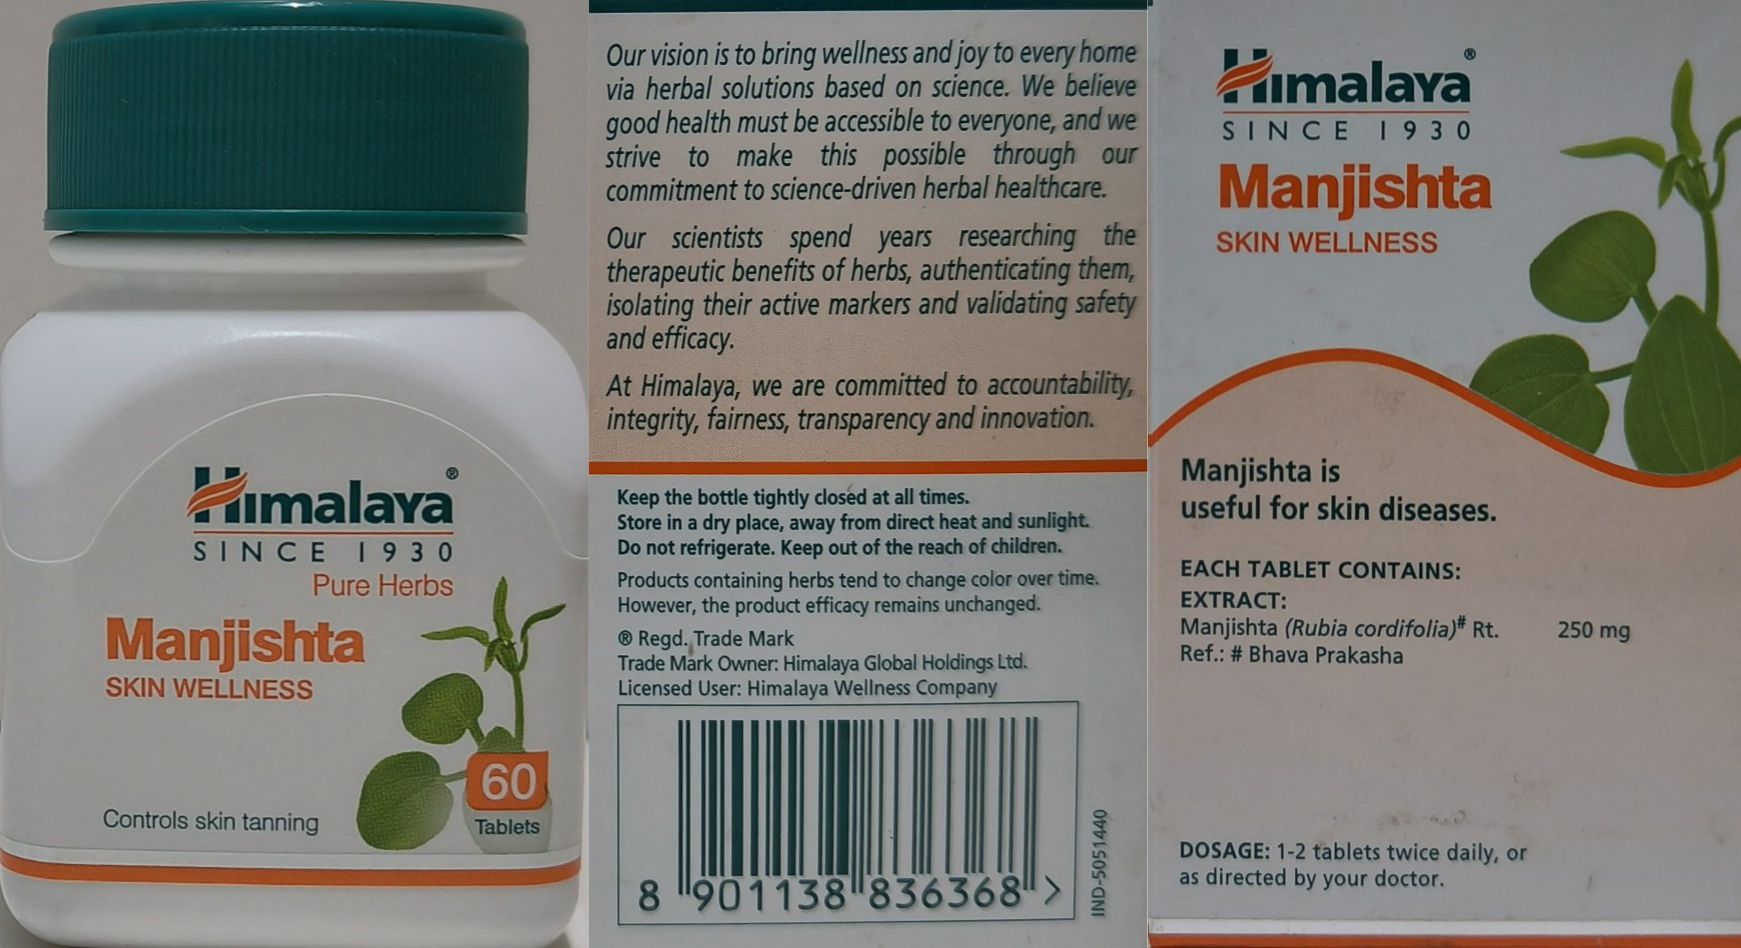 Himalaya®
SINCE 1930
Pure Herbs
Manjishta
SKIN WELLNESS
60
Tablets
Controls skin tanning
Our vision is to bring wellness and joy to every home
via herbal solutions based on science. We believe
good health must be accessible to everyone, and we
strive to make this possible through our
commitment to science-driven herbal healthcare.
Our scientists spend years researching the
therapeutic benefits of herbs, authenticating them,
isolating their active markers and validating safety
and efficacy.
At Himalaya, we are committed to accountability,
integrity, fairness, transparency and innovation.
Keep the bottle tightly closed at all times.
Store in a dry place, away from direct heat and sunlight.
Do not refrigerate. Keep out of the reach of children.
Products containing herbs tend to change color over time.
However, the product efficacy remains unchanged.
® Regd. Trade Mark
Trade Mark Owner: Himalaya Global Holdings Ltd.
Licensed User: Himalaya Wellness Company
8 901138 836368 >
IND-5051440
Himalaya®
SINCE 1930
Manjishta
SKIN WELLNESS
Manjishta is
useful for skin diseases.
EACH TABLET CONTAINS:
EXTRACT:
Manjishta (Rubia cordifolia)# Rt. 250 mg
Ref.: # Bhava Prakasha
DOSAGE: 1-2 tablets twice daily, or
as directed by your doctor.